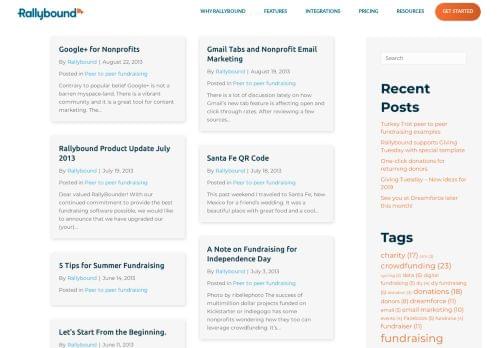 Rallybound
WHY RALLYBOUND
FEATURES
INTEGRATIONS
PRICING
RESOURCES
GET STARTED
Google+ for Nonprofits
By Rallybound | August 22, 2013
Posted in Peer to peer fundraising
Contrary to popular belief Google+ is not a
barren myspace-land. There is a vibrant
community and it is a great tool for content
marketing. The...
Rallybound Product Update July
2013
By Rallybound | July 19, 2013
Posted in Peer to peer fundraising
Dear valued RallyBounder! With our
continued commitment to provide the best
fundraising software possible, we would like
to announce that we have upgraded our
(your)...
5 Tips for Summer Fundraising
By Rallybound | June 14, 2013
Posted in Peer to peer fundraising
Let's Start From the Beginning.
By Rallybound | June 11, 2013
Gmail Tabs and Nonprofit Email
Marketing
By Rallybound | August 19, 2013
Posted in Peer to peer fundraising
There is a lot of discussion lately on how
Gmail's new tab feature is affecting open and
click through rates. After reviewing a few
sources...
Santa Fe QR Code
By Rallybound | July 18, 2013
Posted in Peer to peer fundraising
This past weekend I traveled to Santa Fe, New
Mexico for a friend's wedding. It was a
beautiful place with great food and a cool...
A Note on Fundraising for
Independence Day
By Rallybound | July 3, 2013
Posted in Peer to peer fundraising
Photo by r The success of
multimillion dollar projects funded on
Kickstarter or Indiegogo has some
nonprofits wondering how they too can
leverage crowdfunding. It's...
Search
Recent
Posts
Turkey Trot peer to peer
fundraising examples
Rallybound supports Giving
Tuesday with special template
One-click donations for
returning donors
Giving Tuesday – New ideas for
2019
See you at Dreamforce later
this month!
Tags
charity (17)
crowdfunding (23)
data (5) digital
fundraising (5) diy (4) diy fundraising
(5) donations (18)
donors (8) dreamforce (11)
email (5) email marketing (10)
events (4) Facebook (5)
fundraiser (11)
fundraising